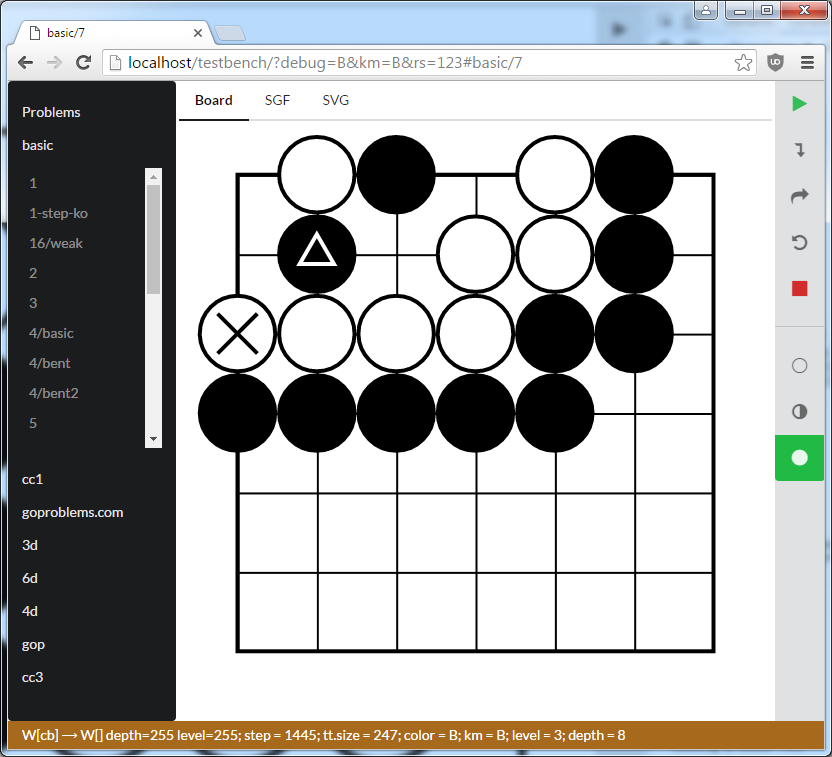 basic/7
localhost/testbench/?debug=B&km=B&rs=123#basic/7
Board SGF SVG
Problems
basic
1
1-step-ko
16/weak
2
3
4/basic
4/bent
4/bent2
5
cc1
goproblems.com
3d
6d
4d
gop
cc3
W[cb] → W[] depth=255 level=255; step = 1445; tt.size = 247; color = B; km = B; level = 3; depth = 8